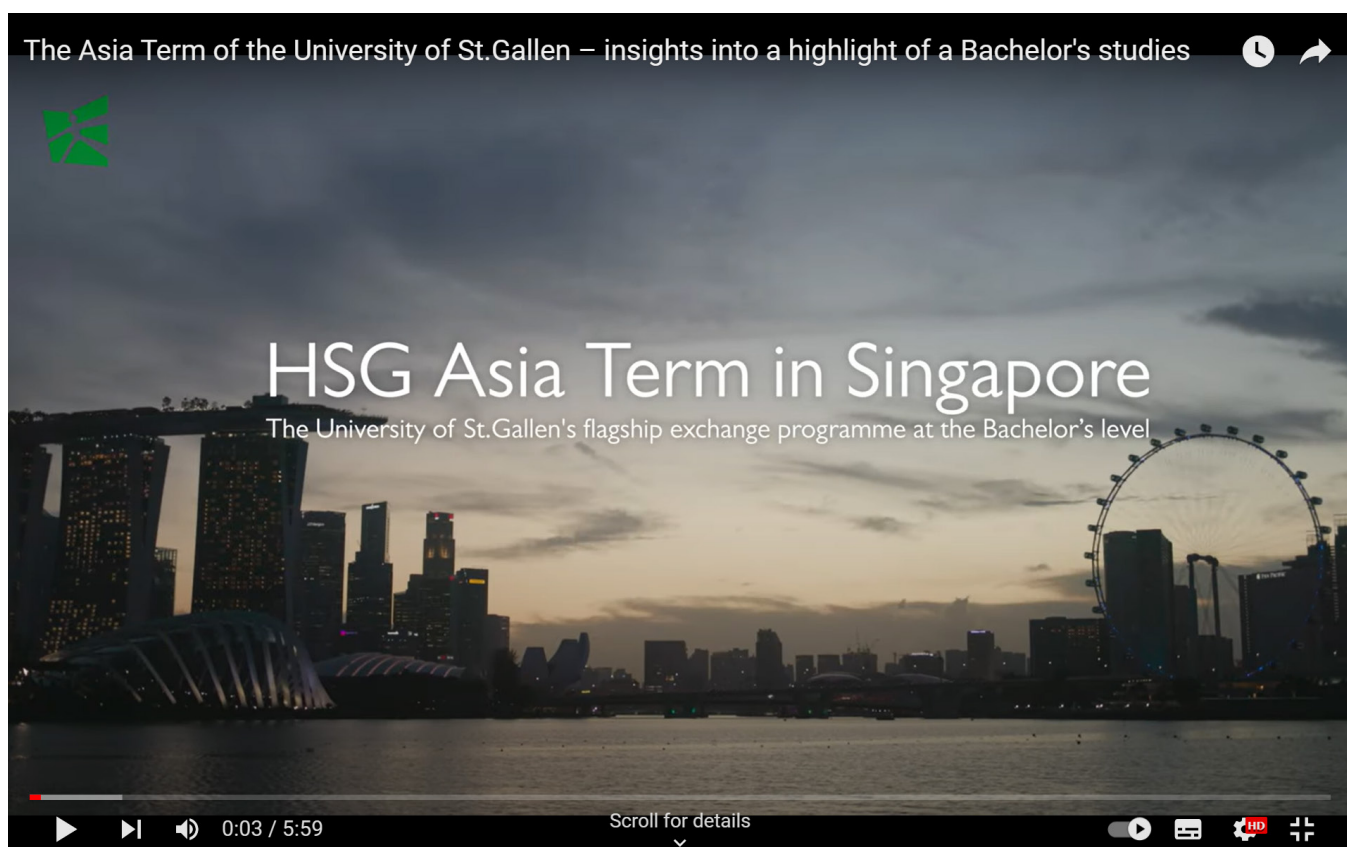 The Asia Term of the University of St.Gallen – insights into a highlight of a Bachelor's studies
HSG Asia Term in Singapore
The University of St.Gallen's flagship exchange programme at the Bachelor's level
PAN PACIFIC
0:03 / 5:59
Scroll for details
HD